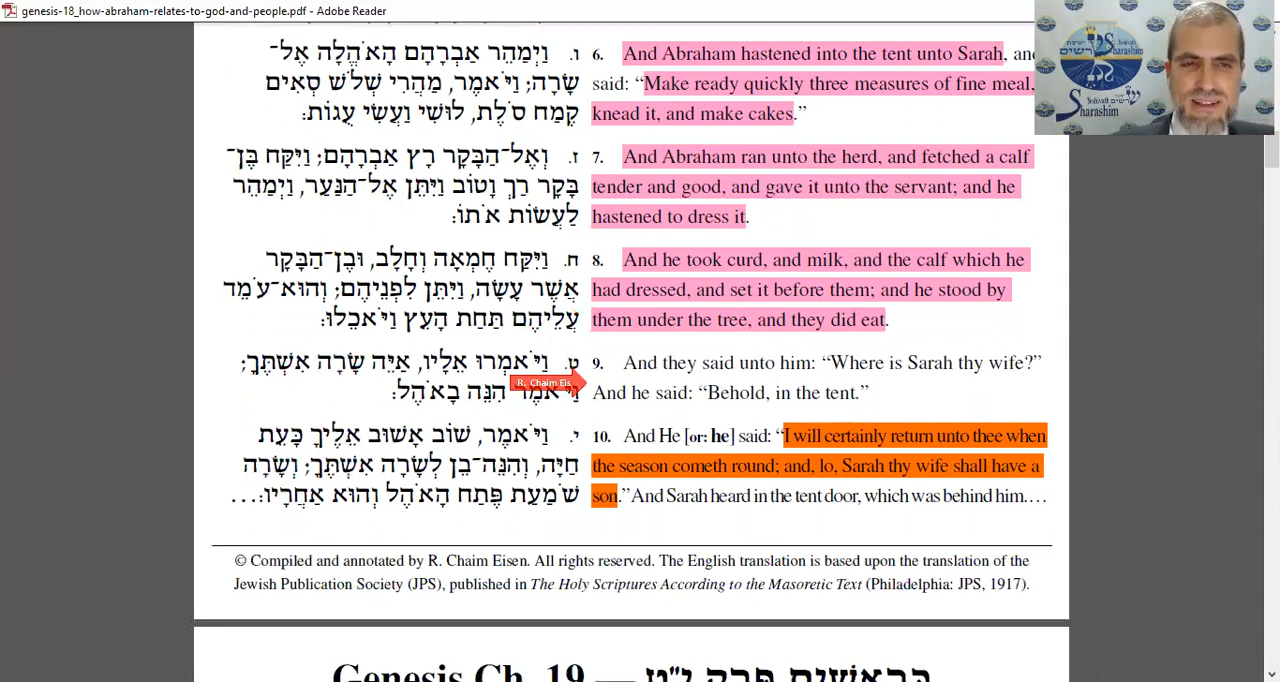 genesis-18_how-abraham-relates-to-god-and-people.pdf - Adobe Reader
ו. וַיְמַהֵר אַבְרָהָם הָאֹהֱלָה אֶל־
שָׂרָה; וַיֹּאמֶר, מַהֲרִי שְׁלֹשׁ סְאִים
קֶמַח סֹלֶת, לוּשִׁי וַעֲשִׂי עֻגוֹת:
6. And Abraham hastened into the tent unto Sarah, and
said: “Make ready quickly three measures of fine meal,
knead it, and make cakes.”
ז. וְאֶל־הַבָּקָר רָץ אַבְרָהָם; וַיִּקַּח בֶּן־
בָּקָר רַךְ וָטוֹב וַיִּתֵּן אֶל־הַנַּעַר, וַיְמַהֵר
לַעֲשׂוֹת אֹתוֹ:
7. And Abraham ran unto the herd, and fetched a calf
tender and good, and gave it unto the servant; and he
hastened to dress it.
ח. וַיִּקַּח חֶמְאָה וְחָלָב, וּבֶן־הַבָּקָר
אֲשֶׁר עָשָׂה, וַיִּתֵּן לִפְנֵיהֶם; וְהוּא־עֹמֵד
עֲלֵיהֶם תַּחַת הָעֵץ וַיֹּאכֵלוּ:
8. And he took curd, and milk, and the calf which he
had dressed, and set it before them; and he stood by
them under the tree, and they did eat.
ט. וַיֹּאמְרוּ אֵלָיו, אַיֵּה שָׂרָה אִשְׁתֶּךָ;
וַיֹּאמֶר הִנֵּה בָאֹהֶל:
R. Chaim Eis
9. And they said unto him: “Where is Sarah thy wife?”
And he said: “Behold, in the tent.”
י. וַיֹּאמֶר, שׁוֹב אָשׁוּב אֵלֶיךָ כָּעֵת
חַיָּה, וְהִנֵּה־בֵן לְשָׂרָה אִשְׁתֶּךָ; וְשָׂרָה
שֹׁמַעַת פֶּתַח הָאֹהֶל וְהוּא אַחֲרָיו:…
10. And He [or: he] said: “I will certainly return unto thee when
the season cometh round; and, lo, Sarah thy wife shall have a
son.” And Sarah heard in the tent door, which was behind him.…
© Compiled and annotated by R. Chaim Eisen. All rights reserved. The English translation is based upon the translation of the
Jewish Publication Society (JPS), published in The Holy Scriptures According to the Masoretic Text (Philadelphia: JPS, 1917).
Genesis Ch. 19 — בְּרֵאשִׁית פֶּרֶק י"ט
ישיבת
שרשים
Yeshivath
Sharashim